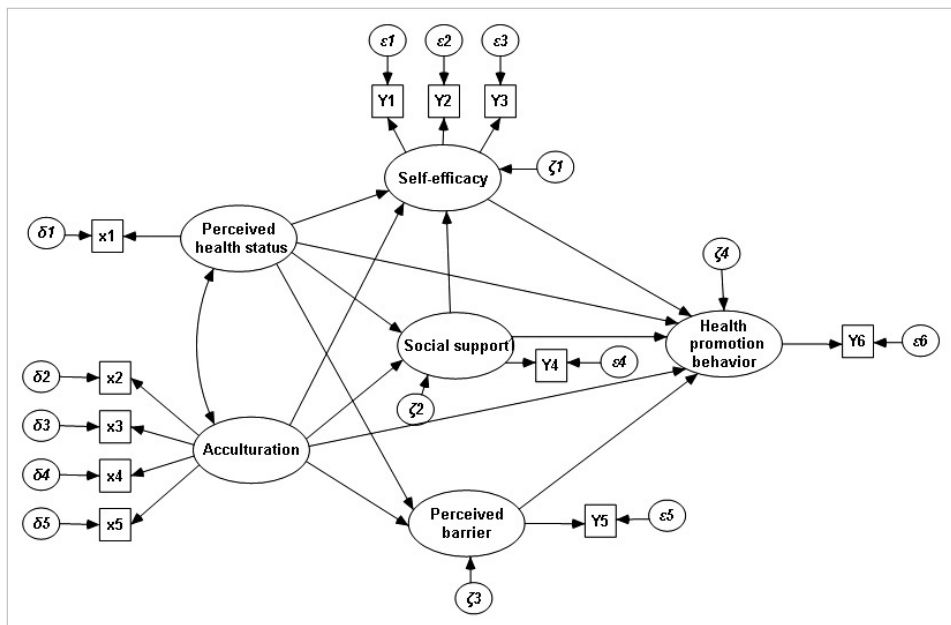 ε1
ε2
ε3
Y1
Y2
Y3
Self-efficacy
ζ1
δ1
x1
Perceived
health status
ζ4
Social support
Health
promotion
behavior
Y6
ε6
Y4
ε4
ζ2
δ2
x2
δ3
x3
Acculturation
δ4
x4
δ5
x5
Perceived
barrier
Y5
ε5
ζ3